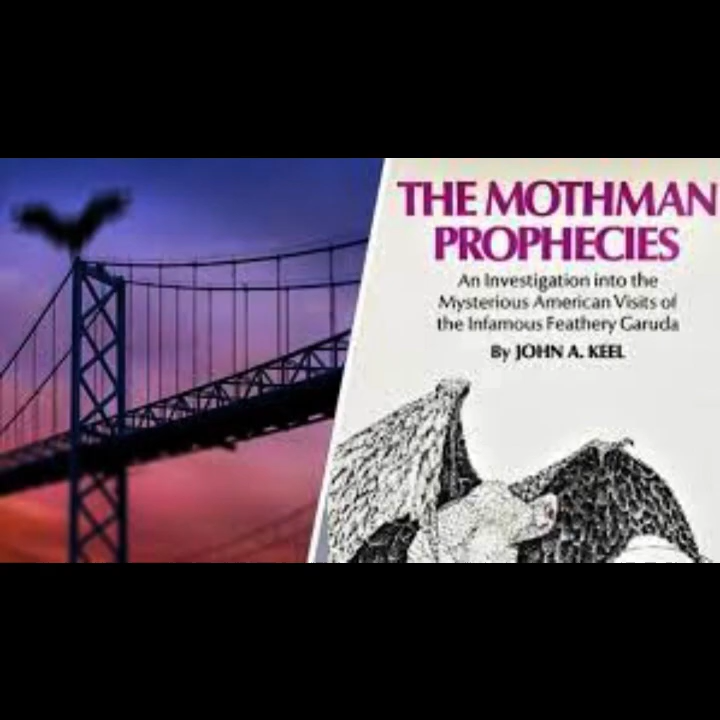 THE MOTHMAN
PROPHECIES
An Investigation into the
Mysterious American Visits of
the Infamous Feathery Garuda
By JOHN A. KEEL